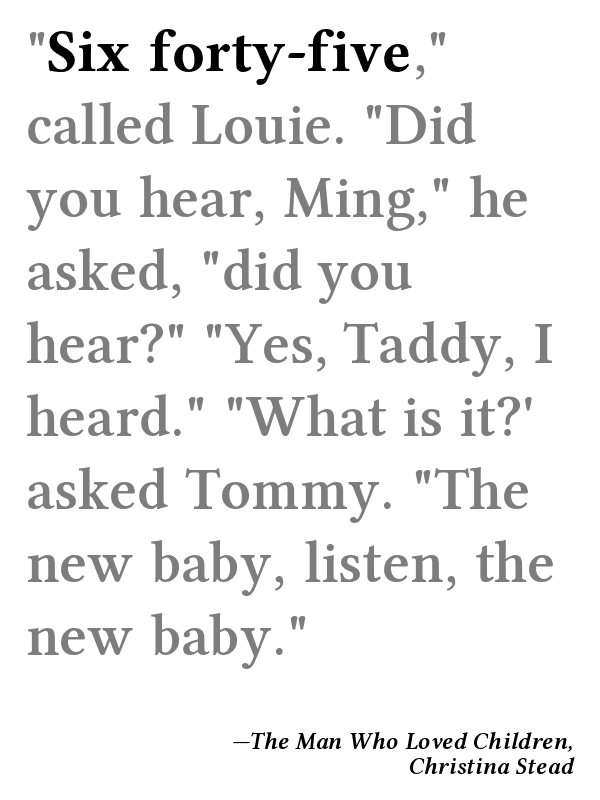 "Six forty-five,"
called Louie. "Did
you hear, Ming," he
asked, "did you
hear?" "Yes, Taddy, I
heard." "What is it?'
asked Tommy. "The
new baby, listen, the
new baby."
—The Man Who Loved Children,
Christina Stead